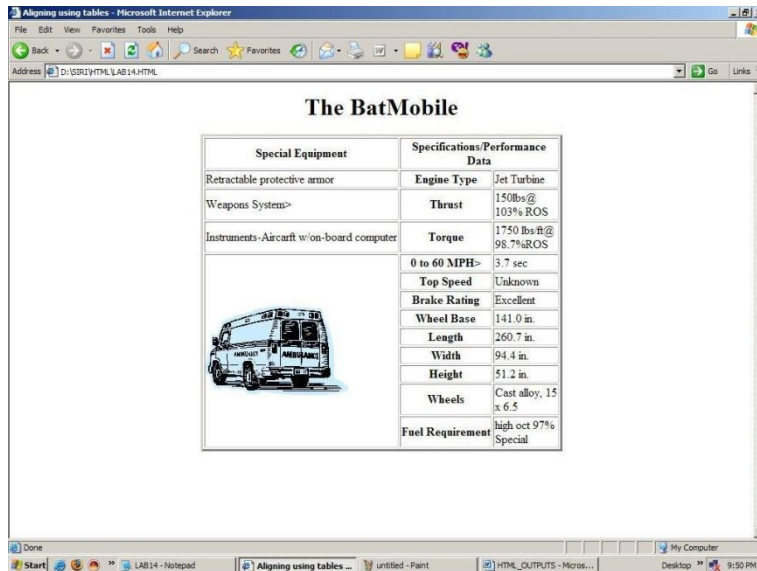 Aligning using tables - Microsoft Internet Explorer
File Edit View Favorites Tools Help
Back Search Favorites
Address D:\SIRI\HTML\LAB14.HTML Go Links
The BatMobile
Special Equipment
Specifications/Performance
Data
Retractable protective armor
Engine Type
Jet Turbine
Weapons System>
Thrust
150lbs@
103% ROS
Instruments-Aircarft w/on-board computer
Torque
1750 lbs/ft@
98.7%ROS
0 to 60 MPH>
3.7 sec
Top Speed
Unknown
Brake Rating
Excellent
Wheel Base
141.0 in.
Length
260.7 in.
Width
94.4 in.
Height
51.2 in.
Wheels
Cast alloy, 15
x 6.5
Fuel Requirement
high oct 97%
Special
AMBULANCE
Done My Computer
Start LAB14 - Notepad Aligning using tables ... untitled - Paint HTML_OUTPUTS - Micros... Desktop 9:50 PM